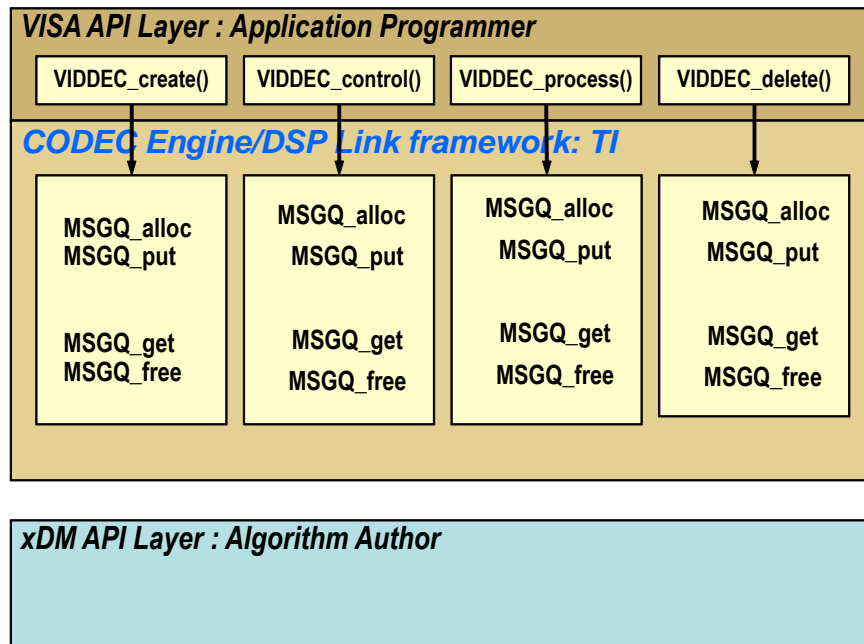 VISA API Layer : Application Programmer
VIDDEC_create() VIDDEC_control() VIDDEC_process() VIDDEC_delete()
CODEC Engine/DSP Link framework: TI
MSGQ_alloc
MSGQ_put
MSGQ_get
MSGQ_free
MSGQ_alloc
MSGQ_put
MSGQ_get
MSGQ_free
MSGQ_alloc
MSGQ_put
MSGQ_get
MSGQ_free
MSGQ_alloc
MSGQ_put
MSGQ_get
MSGQ_free
xDM API Layer : Algorithm Author